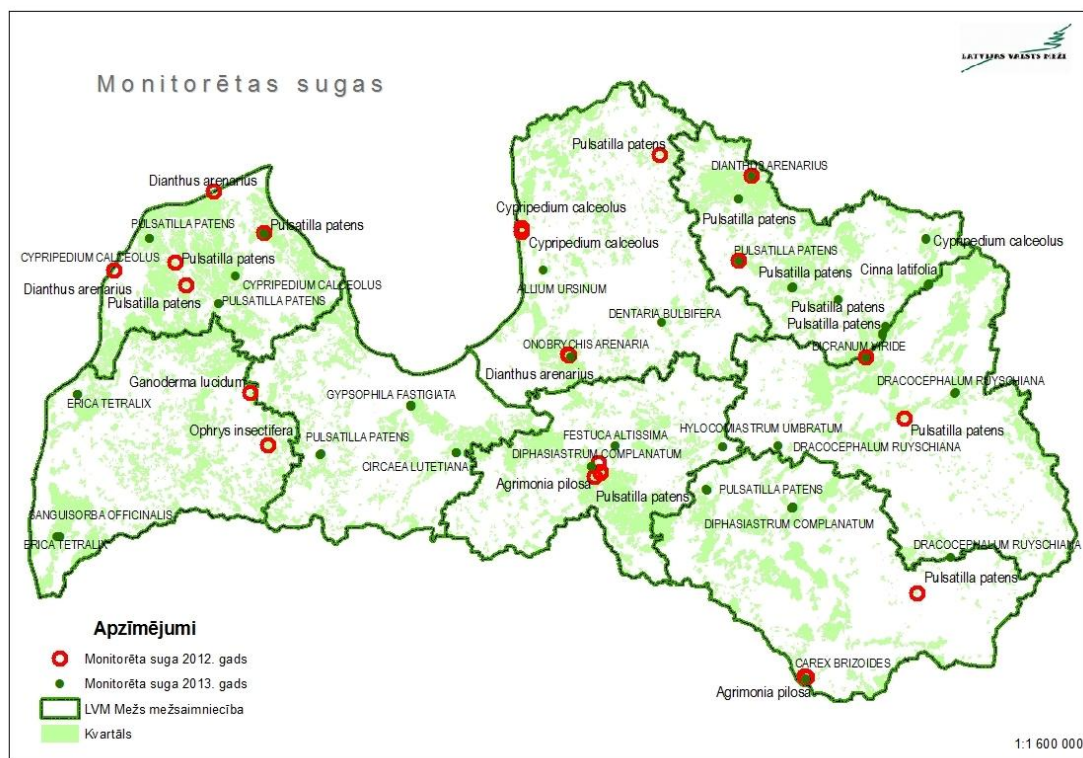 LATVIJAS VALSTS MEŽI
Monitorētas sugas
Pulsatilla patens
DIANTHUS ARENARIUS
Dianthus arenarius
Pulsatilla patens
Cypripedium calceolus
PULSATILLA PATENS
Pulsatilla patens
Cypripedium calceolus
Cypripedium calceolus
CYPRIPEDIUM CALCEOLUS
Pulsatilla patens
PULSATILLA PATENS
Cinna latifolia
Pulsatilla patens
Dianthus arenarius
CYPRIPEDIUM CALCEOLUS
ALLIUM URSINUM
Pulsatilla patens
PULSATILLA PATENS
Pulsatilla patens
DENTARIA BULBIFERA
Pulsatilla patens
ONOBRYCHIS ARENARIA
DICRANUM VIRIDE
Dianthus arenarius
Ganoderma lucidum
GYPSOPHILA FASTIGIATA
DRACOCEPHALUM RUYSCHIANA
ERICA TETRALIX
Ophrys insectifera
PULSATILLA PATENS
FESTUCA ALTISSIMA
HYLOCOMIASTRUM UMBRATUM
Pulsatilla patens
DRACOCEPHALUM RUYSCHIANA
CIRCAEA LUTETIANA
DIPHASIASTRUM COMPLANATUM
Agrimonia pilosa
Pulsatilla patens
PULSATILLA PATENS
SANGUISORBA OFFICINALIS
DIPHASIASTRUM COMPLANATUM
ERICA TETRALIX
DRACOCEPHALUM RUYSCHIANA
Pulsatilla patens
CAREX BRIZOIDES
Agrimonia pilosa
Apzīmējumi
Monitorēta suga 2012. gads
Monitorēta suga 2013. gads
LVM Mežs mežsaimniecība
Kvartāls
1:1 600 000